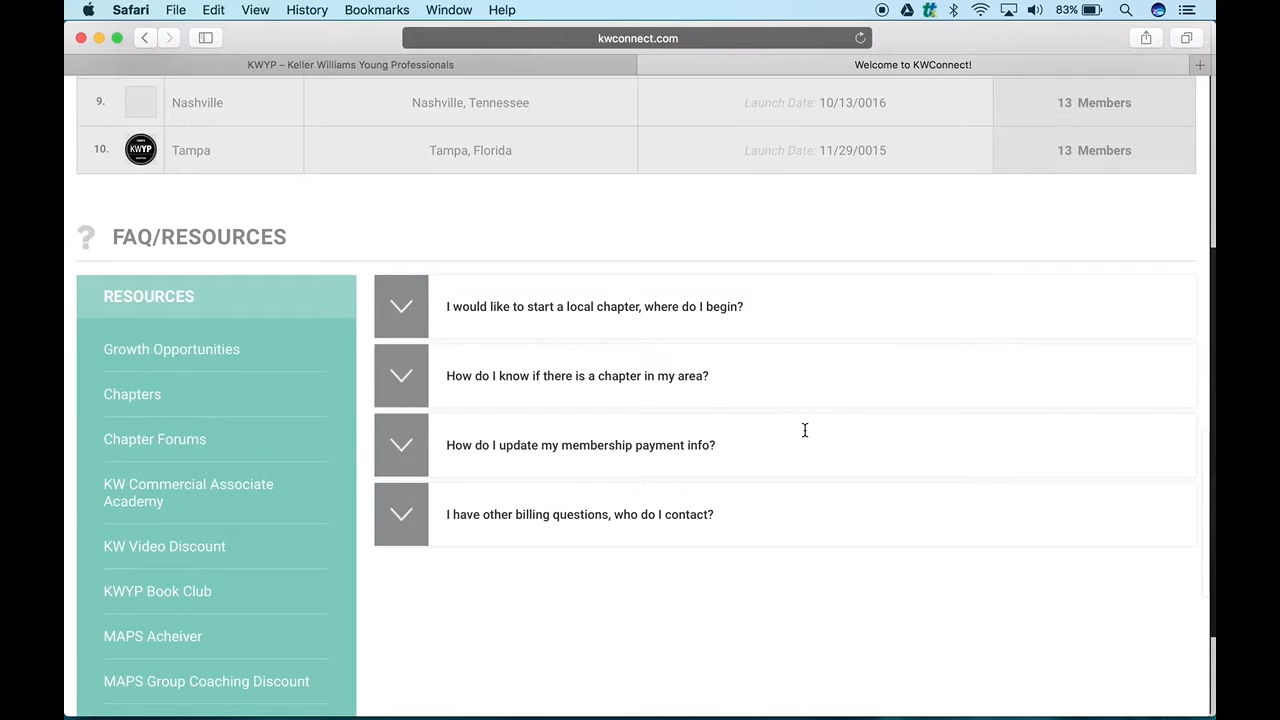 Safari File Edit View History Bookmarks Window Help 83%
kwconnect.com
KWYP – Keller Williams Young Professionals Welcome to KWConnect!
9. Nashville Nashville, Tennessee Launch Date: 10/13/0016 13 Members
10. KWYP Tampa Tampa, Florida Launch Date: 11/29/0015 13 Members
? FAQ/RESOURCES
RESOURCES
Growth Opportunities
Chapters
Chapter Forums
KW Commercial Associate
Academy
KW Video Discount
KWYP Book Club
MAPS Acheiver
MAPS Group Coaching Discount
I would like to start a local chapter, where do I begin?
How do I know if there is a chapter in my area?
How do I update my membership payment info?
I have other billing questions, who do I contact?